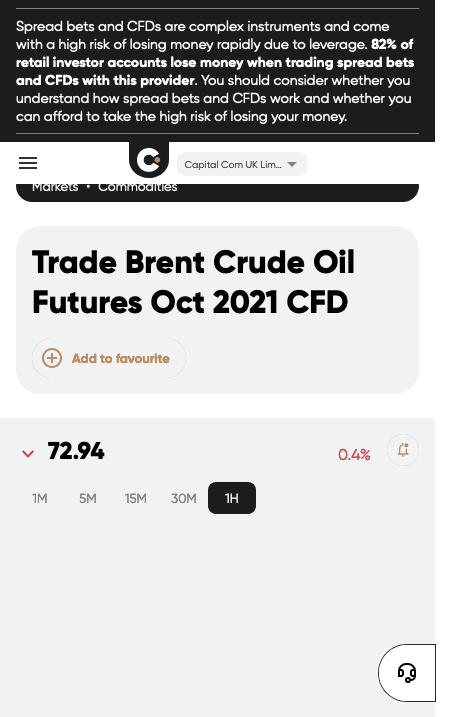 Spread bets and CFDs are complex instruments and come
with a high risk of losing money rapidly due to leverage. 82% of
retail investor accounts lose money when trading spread bets
and CFDs with this provider. You should consider whether you
understand how spread bets and CFDs work and whether you
can afford to take the high risk of losing your money.
Capital Com UK Lim...
Markets • Commodities
Trade Brent Crude Oil
Futures Oct 2021 CFD
Add to favourite
72.94 0.4%
1M 5M 15M 30M 1H